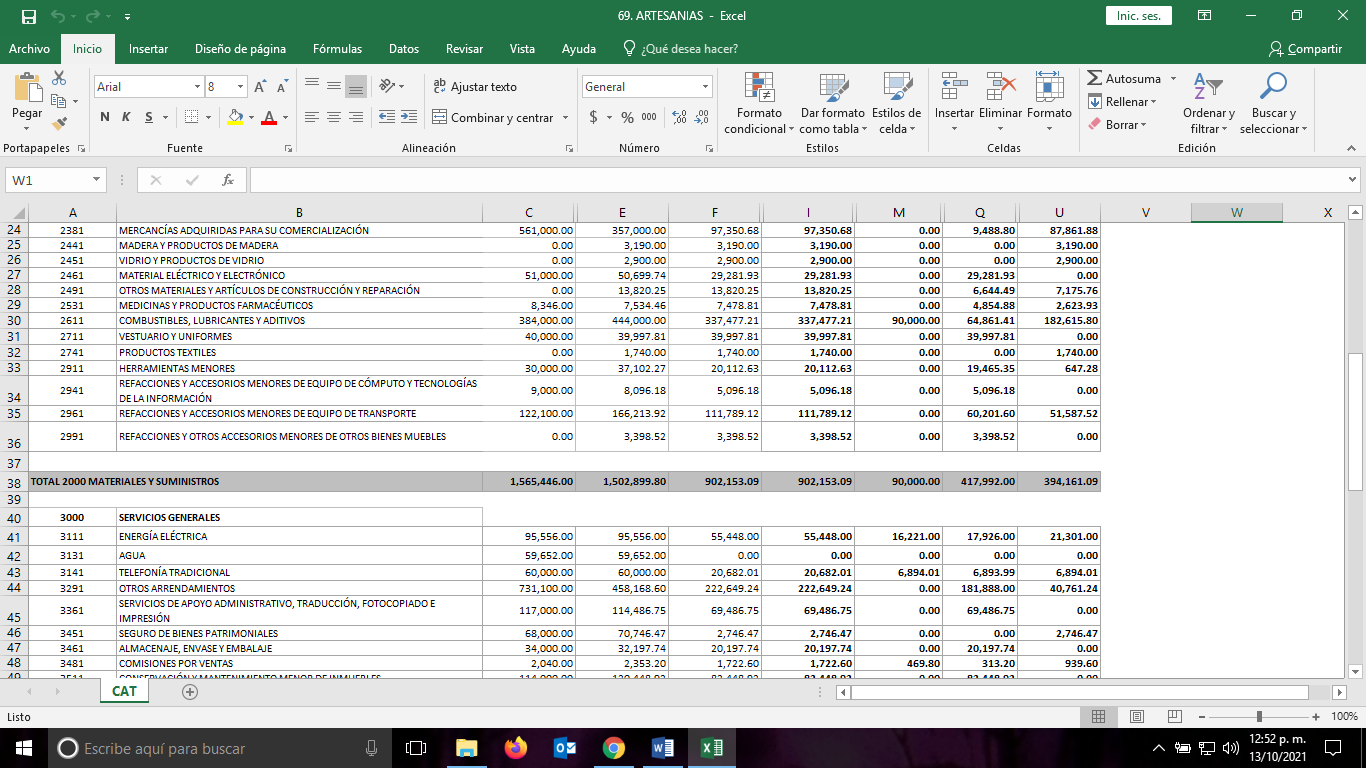 69. ARTESANIAS - Excel
Inic. ses.
Archivo Inicio Insertar Diseño de página Fórmulas Datos Revisar Vista Ayuda ¿Qué desea hacer? Compartir
Pegar
Portapapeles
Arial 8 A A
N K S A
Fuente
ab Ajustar texto
Combinar y centrar
Alineación
General
$ % 000
Número
Formato condicional
Dar formato como tabla
Estilos de celda
Estilos
Insertar Eliminar Formato
Celdas
Autosuma
Rellenar
Borrar
Ordenar y filtrar
Buscar y seleccionar
Edición
W1 fx
A B C E F I M Q U V W X
24 2381 MERCANCÍAS ADQUIRIDAS PARA SU COMERCIALIZACIÓN 561,000.00 357,000.00 97,350.68 97,350.68 0.00 9,488.80 87,861.88
25 2441 MADERA Y PRODUCTOS DE MADERA 0.00 3,190.00 3,190.00 3,190.00 0.00 0.00 3,190.00
26 2451 VIDRIO Y PRODUCTOS DE VIDRIO 0.00 2,900.00 2,900.00 2,900.00 0.00 0.00 2,900.00
27 2461 MATERIAL ELÉCTRICO Y ELECTRÓNICO 51,000.00 50,699.74 29,281.93 29,281.93 0.00 29,281.93 0.00
28 2491 OTROS MATERIALES Y ARTÍCULOS DE CONSTRUCCIÓN Y REPARACIÓN 0.00 13,820.25 13,820.25 13,820.25 0.00 6,644.49 7,175.76
29 2531 MEDICINAS Y PRODUCTOS FARMACÉUTICOS 8,346.00 7,534.46 7,478.81 7,478.81 0.00 4,854.88 2,623.93
30 2611 COMBUSTIBLES, LUBRICANTES Y ADITIVOS 384,000.00 444,000.00 337,477.21 337,477.21 90,000.00 64,861.41 182,615.80
31 2711 VESTUARIO Y UNIFORMES 40,000.00 39,997.81 39,997.81 39,997.81 0.00 39,997.81 0.00
32 2741 PRODUCTOS TEXTILES 0.00 1,740.00 1,740.00 1,740.00 0.00 0.00 1,740.00
33 2911 HERRAMIENTAS MENORES 30,000.00 37,102.27 20,112.63 20,112.63 0.00 19,465.35 647.28
34 2941 REFACCIONES Y ACCESORIOS MENORES DE EQUIPO DE CÓMPUTO Y TECNOLOGÍAS
DE LA INFORMACIÓN 9,000.00 8,096.18 5,096.18 5,096.18 0.00 5,096.18 0.00
35 2961 REFACCIONES Y ACCESORIOS MENORES DE EQUIPO DE TRANSPORTE 122,100.00 166,213.92 111,789.12 111,789.12 0.00 60,201.60 51,587.52
36 2991 REFACCIONES Y OTROS ACCESORIOS MENORES DE OTROS BIENES MUEBLES 0.00 3,398.52 3,398.52 3,398.52 0.00 3,398.52 0.00
37
38 TOTAL 2000 MATERIALES Y SUMINISTROS 1,565,446.00 1,502,899.80 902,153.09 902,153.09 90,000.00 417,992.00 394,161.09
39
40 3000 SERVICIOS GENERALES
41 3111 ENERGÍA ELÉCTRICA 95,556.00 95,556.00 55,448.00 55,448.00 16,221.00 17,926.00 21,301.00
42 3131 AGUA 59,652.00 59,652.00 0.00 0.00 0.00 0.00 0.00
43 3141 TELEFONÍA TRADICIONAL 60,000.00 60,000.00 20,682.01 20,682.01 6,894.01 6,893.99 6,894.01
44 3291 OTROS ARRENDAMIENTOS 731,100.00 458,168.60 222,649.24 222,649.24 0.00 181,888.00 40,761.24
45 3361 SERVICIOS DE APOYO ADMINISTRATIVO, TRADUCCIÓN, FOTOCOPIADO E
IMPRESIÓN 117,000.00 114,486.75 69,486.75 69,486.75 0.00 69,486.75 0.00
46 3451 SEGURO DE BIENES PATRIMONIALES 68,000.00 70,746.47 2,746.47 2,746.47 0.00 0.00 2,746.47
47 3461 ALMACENAJE, ENVASE Y EMBALAJE 34,000.00 32,197.74 20,197.74 20,197.74 0.00 20,197.74 0.00
48 3481 COMISIONES POR VENTAS 2,040.00 2,353.20 1,722.60 1,722.60 469.80 313.20 939.60
49 3511 CONSERVACIÓN Y MANTENIMIENTO MENOR DE INMUEBLES
CAT
Listo 100%
Escribe aquí para buscar
12:52 p. m.
13/10/2021